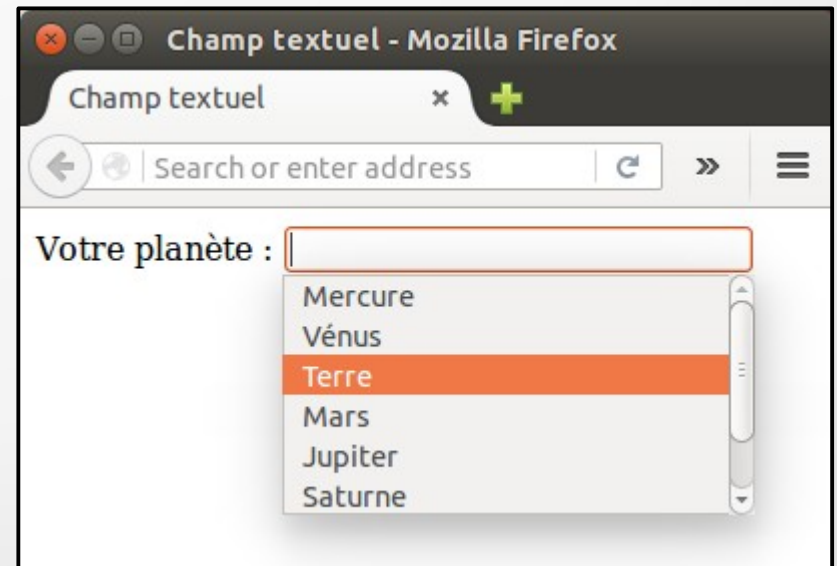 Champ textuel - Mozilla Firefox
Champ textuel
Search or enter address
Votre planète :
Mercure
Vénus
Terre
Mars
Jupiter
Saturne